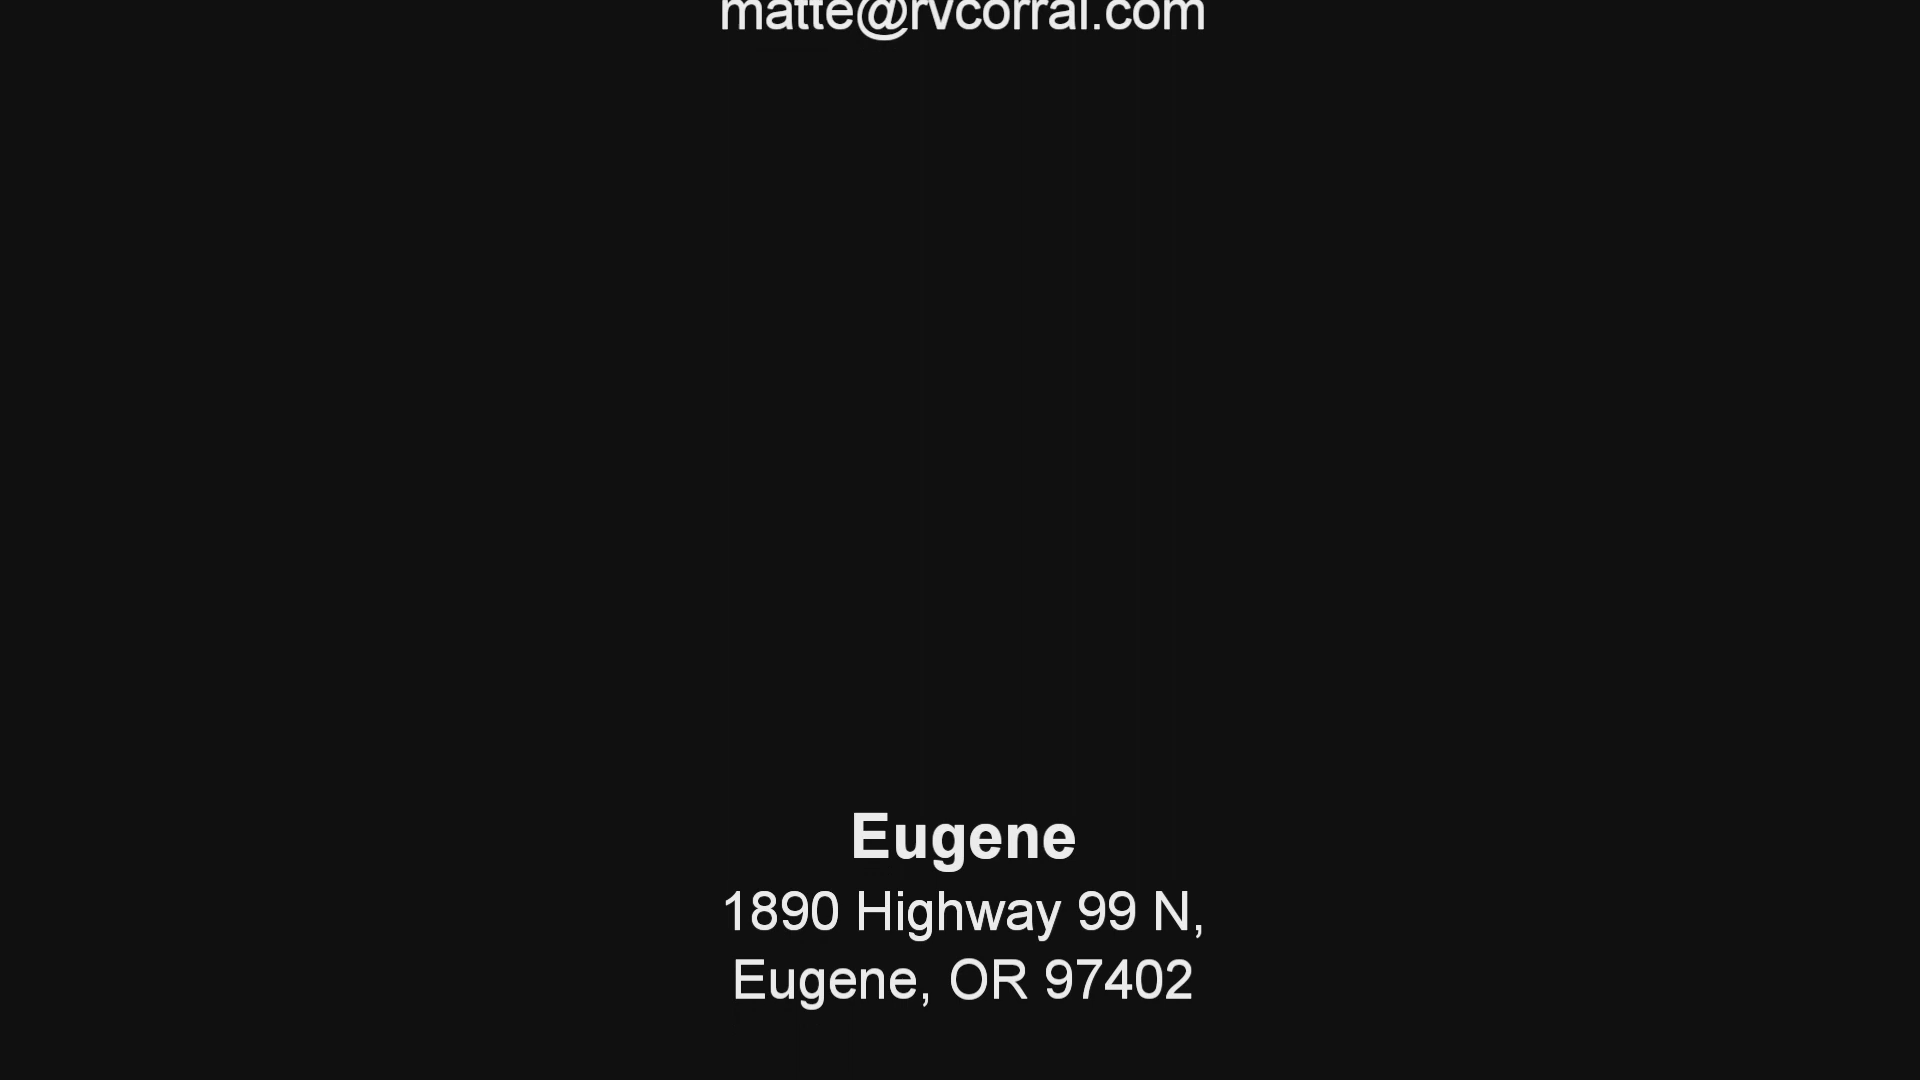 matte@rvcorral.com
Eugene
1890 Highway 99 N,
Eugene, OR 97402